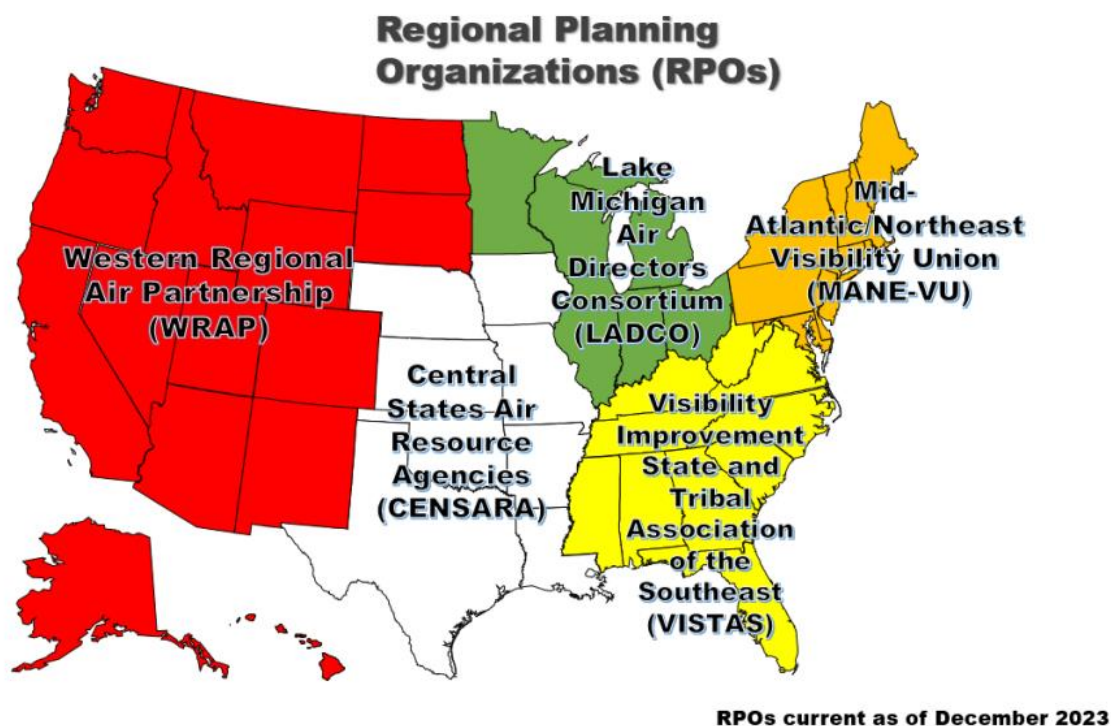 Regional Planning
Organizations (RPOs)
Western Regional
Air Partnership
(WRAP)
Lake
Michigan
Air
Directors
Consortium
(LADCO)
Mid-
Atlantic/Northeast
Visibility Union
(MANE-VU)
Central
States Air
Resource
Agencies
(CENSARA)
Visibility
Improvement
State and
Tribal
Association
of the
Southeast
(VISTAS)
RPOs current as of December 2023